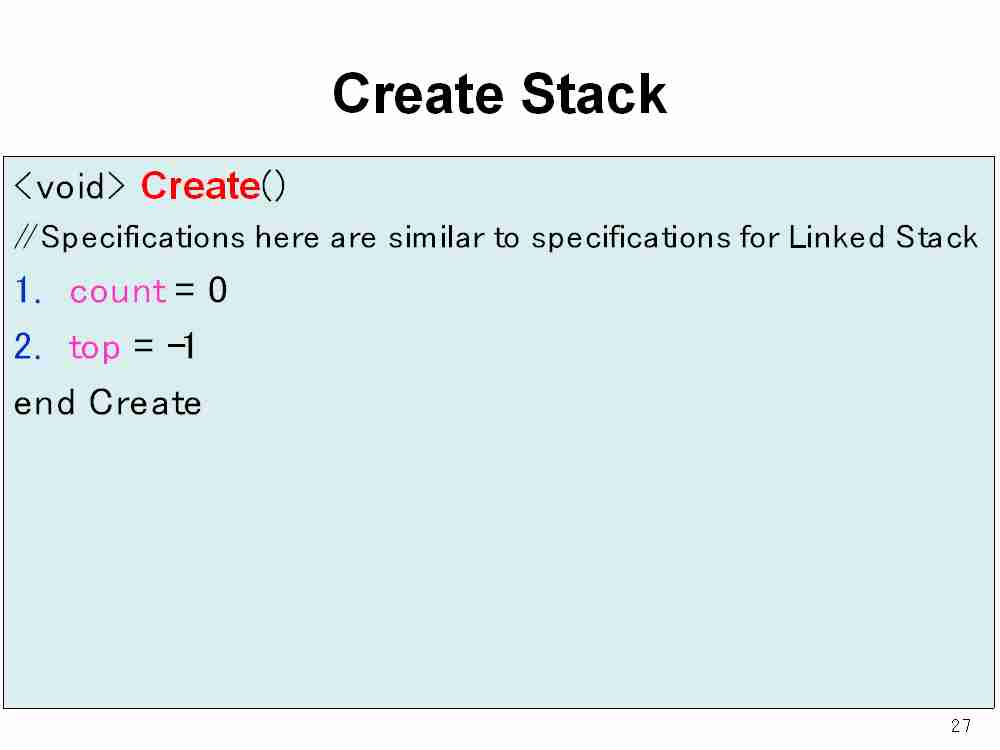 Create Stack
<void> Create()
//Specifications here are similar to specifications for Linked Stack
1. count = 0
2. top = -1
end Create
27